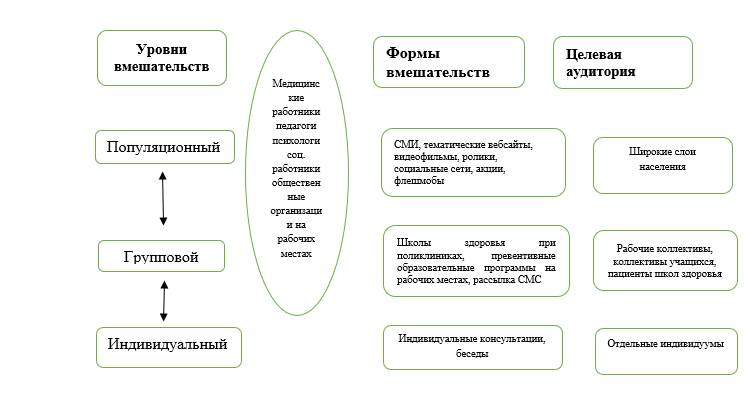 Уровни
вмешательств
Популяционный
Групповой
Индивидуальный
Медицинс
кие
работники
педагоги
психологи
соц.
работники
обществен
ные
организаци
и на
рабочих
местах
Формы
вмешательств
СМИ, тематические вебсайты,
видеофильмы, ролики,
социальные сети, акции,
флешмобы
Школы здоровья при
поликлиниках, превентивные
образовательные программы на
рабочих местах, рассылка СМС
Индивидуальные консультации,
беседы
Целевая
аудитория
Широкие слои
населения
Рабочие коллективы,
коллективы учащихся,
пациенты школ здоровья
Отдельные индивидуумы